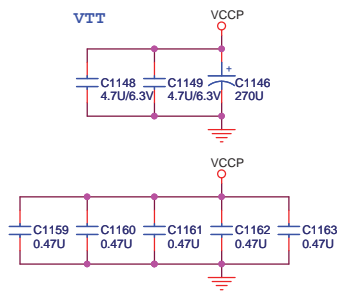 VTT
VCCP
+
C1148
4.7U/6.3V
C1149
4.7U/6.3V
C1146
270U
VCCP
C1159
0.47U
C1160
0.47U
C1161
0.47U
C1162
0.47U
C1163
0.47U